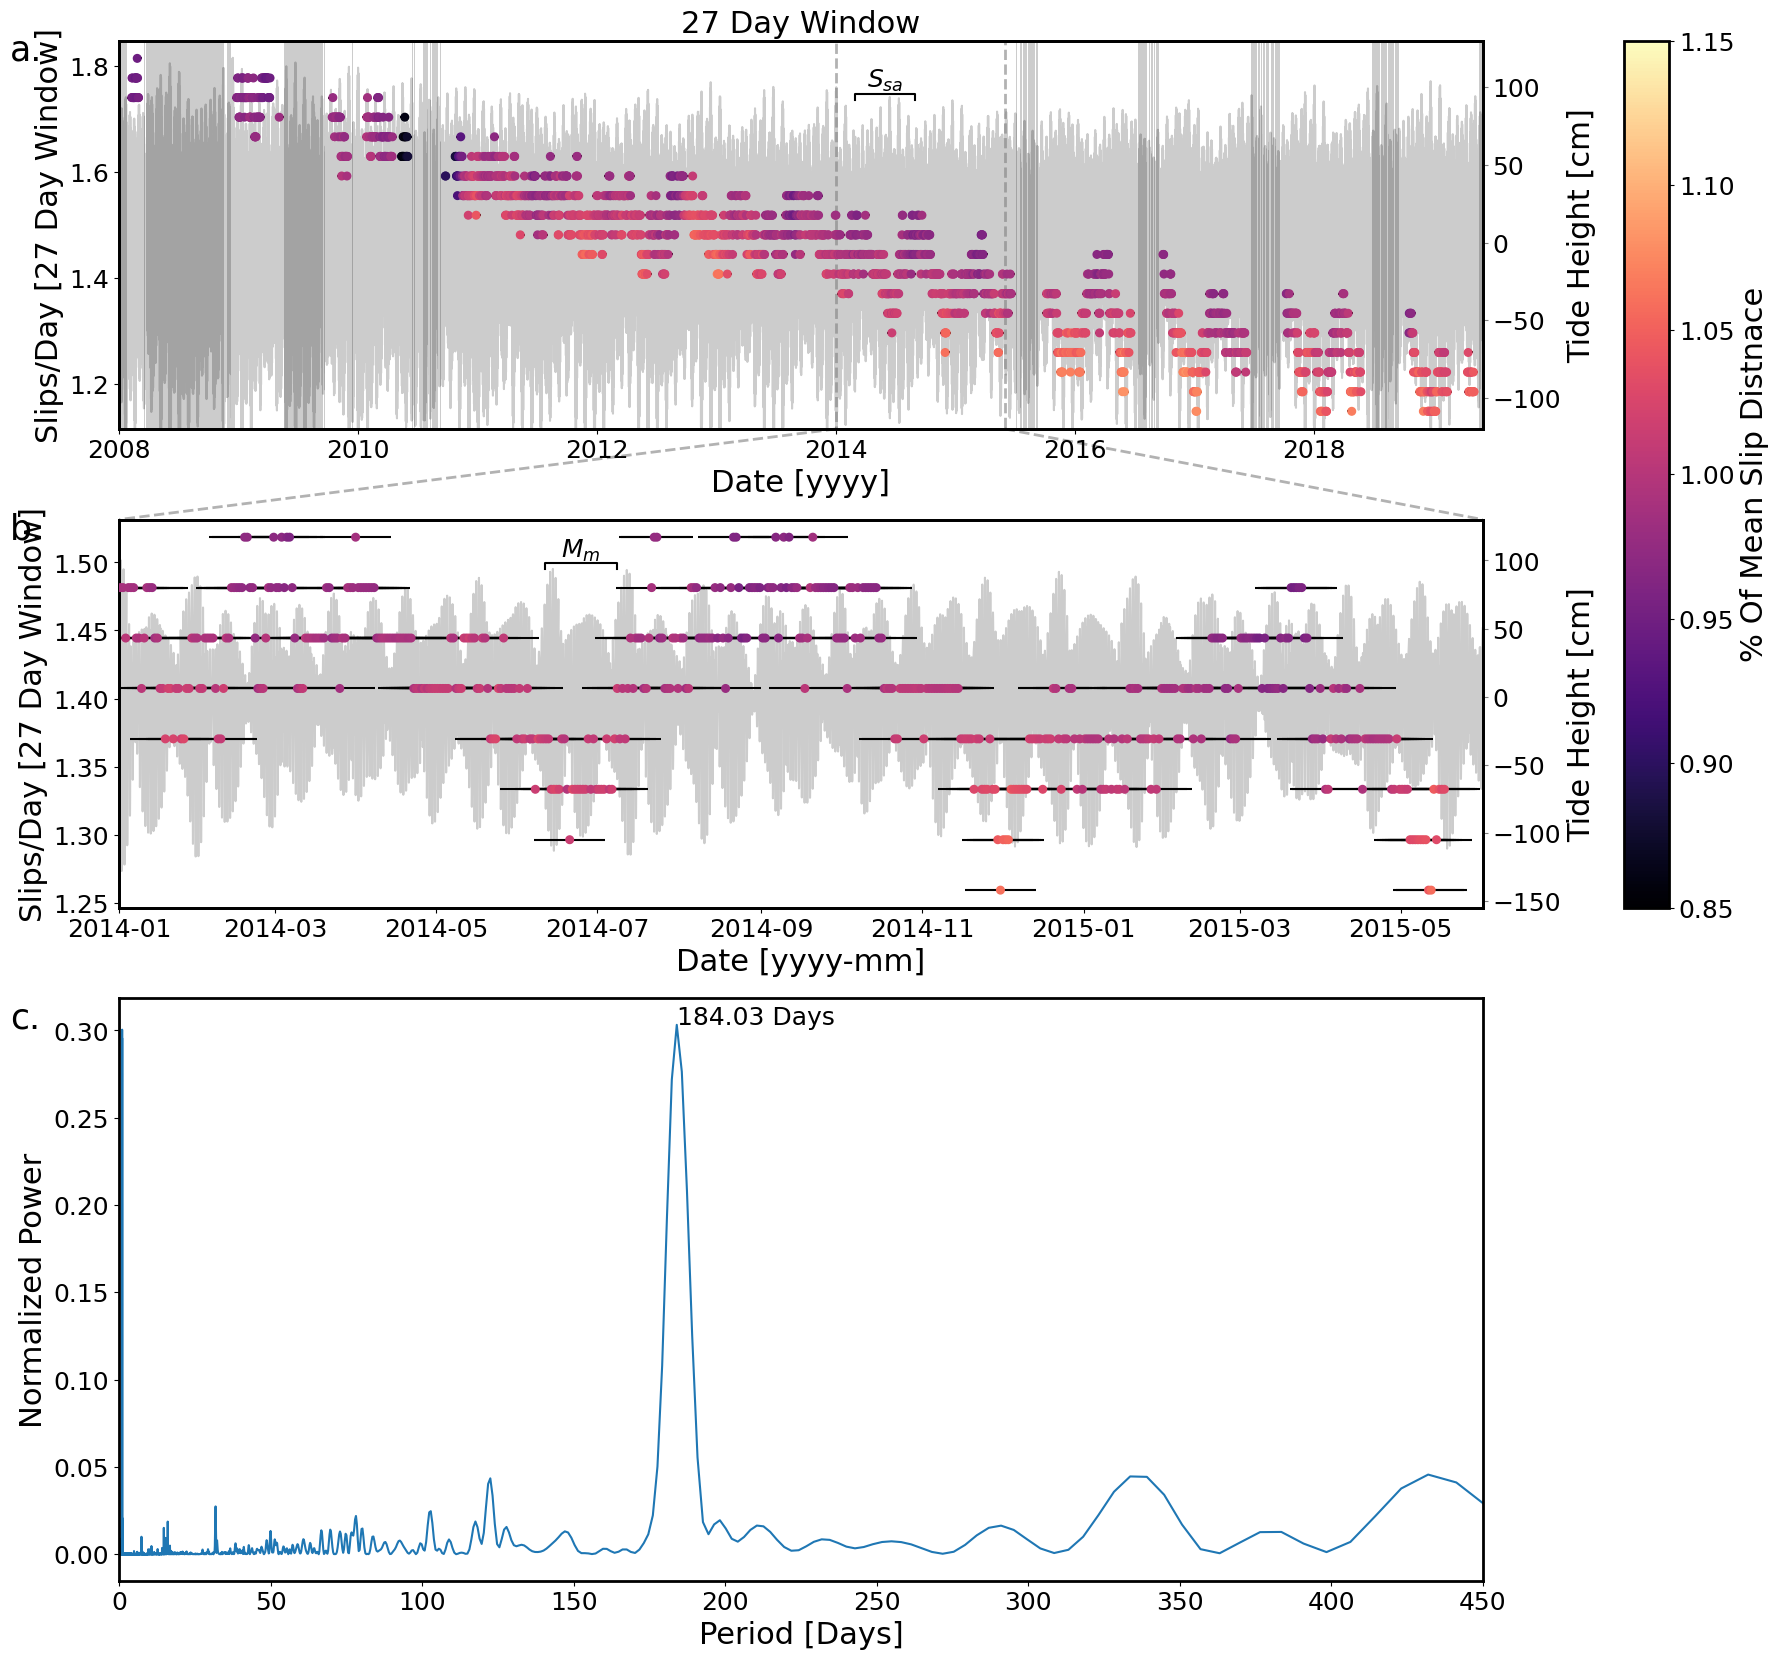 27 Day Window
a.
Slips/Day [27 Day Window]
1.8
1.6
1.4
1.2
S_sa
100
50
0
−50
−100
Tide Height [cm]
2008 2010 2012 2014 2016 2018
Date [yyyy]
1.15
1.10
1.05
1.00
0.95
0.90
0.85
% Of Mean Slip Distnace
b.
Slips/Day [27 Day Window]
1.50
1.45
1.40
1.35
1.30
1.25
M_m
100
50
0
−50
−100
−150
Tide Height [cm]
2014-01 2014-03 2014-05 2014-07 2014-09 2014-11 2015-01 2015-03 2015-05
Date [yyyy-mm]
c.
Normalized Power
0.30
0.25
0.20
0.15
0.10
0.05
0.00
184.03 Days
0 50 100 150 200 250 300 350 400 450
Period [Days]